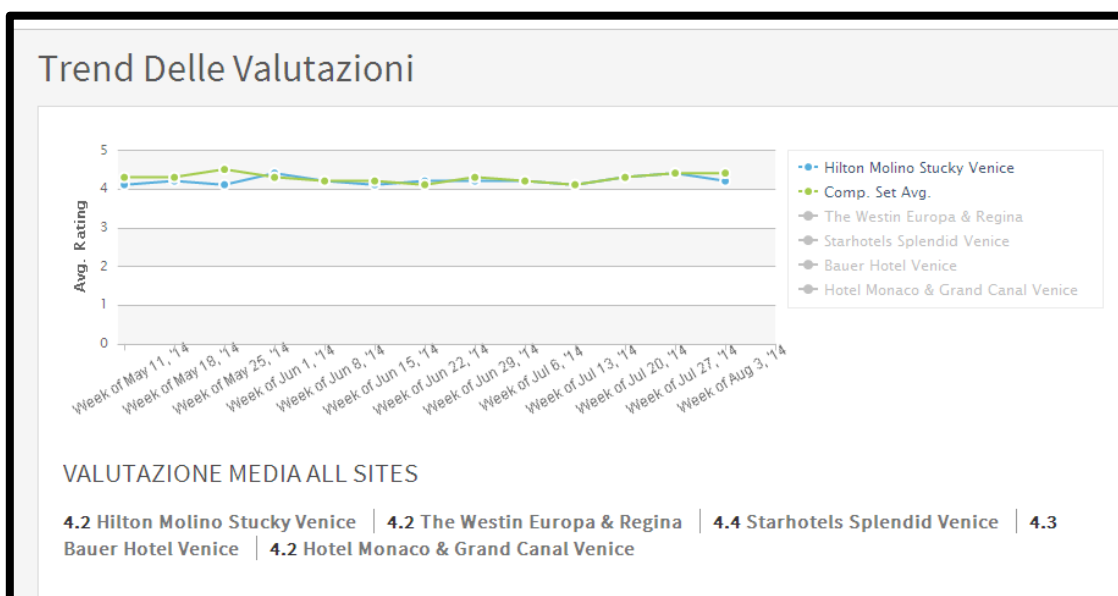 Trend Delle Valutazioni
5
4
3
2
1
0
Avg. Rating
Week of May 11, '14
Week of May 18, '14
Week of May 25, '14
Week of Jun 1, '14
Week of Jun 8, '14
Week of Jun 15, '14
Week of Jun 22, '14
Week of Jun 29, '14
Week of Jul 6, '14
Week of Jul 13, '14
Week of Jul 20, '14
Week of Jul 27, '14
Week of Aug 3, '14
Hilton Molino Stucky Venice
Comp. Set Avg.
The Westin Europa & Regina
Starhotels Splendid Venice
Bauer Hotel Venice
Hotel Monaco & Grand Canal Venice
VALUTAZIONE MEDIA ALL SITES
4.2 Hilton Molino Stucky Venice | 4.2 The Westin Europa & Regina | 4.4 Starhotels Splendid Venice | 4.3
Bauer Hotel Venice | 4.2 Hotel Monaco & Grand Canal Venice